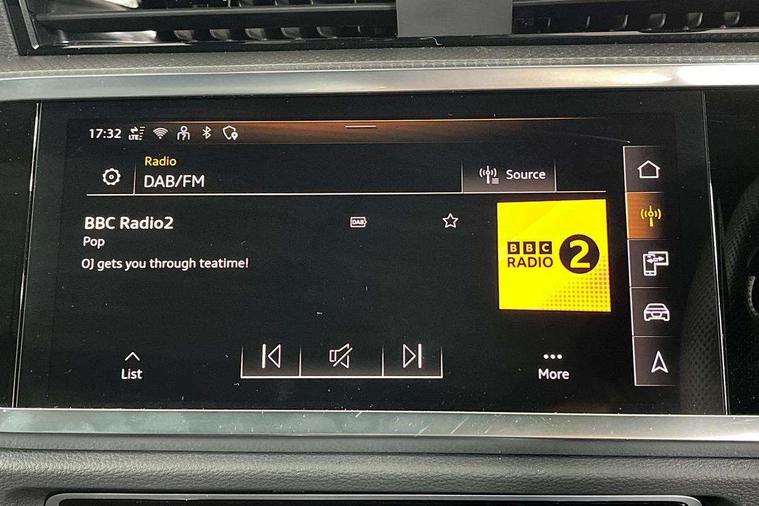 17:32 LTE
Radio
DAB/FM
Source
BBC Radio2
DAB
Pop
OJ gets you through teatime!
BBC
RADIO 2
List
More